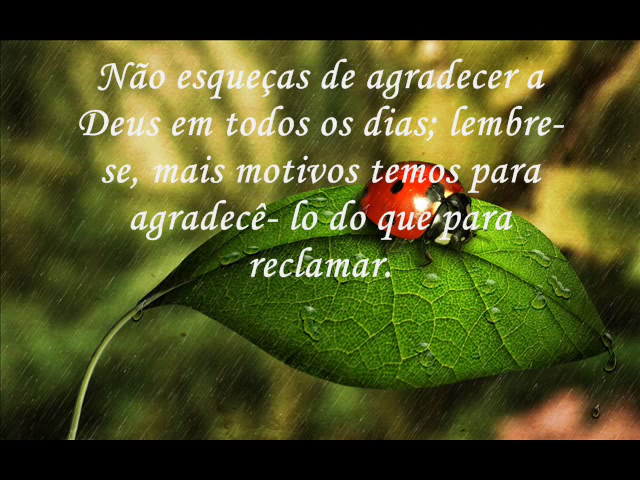 Não esqueças de agradecer a
Deus em todos os dias; lembre-
se, mais motivos temos para
agradecê- lo do que para
reclamar.